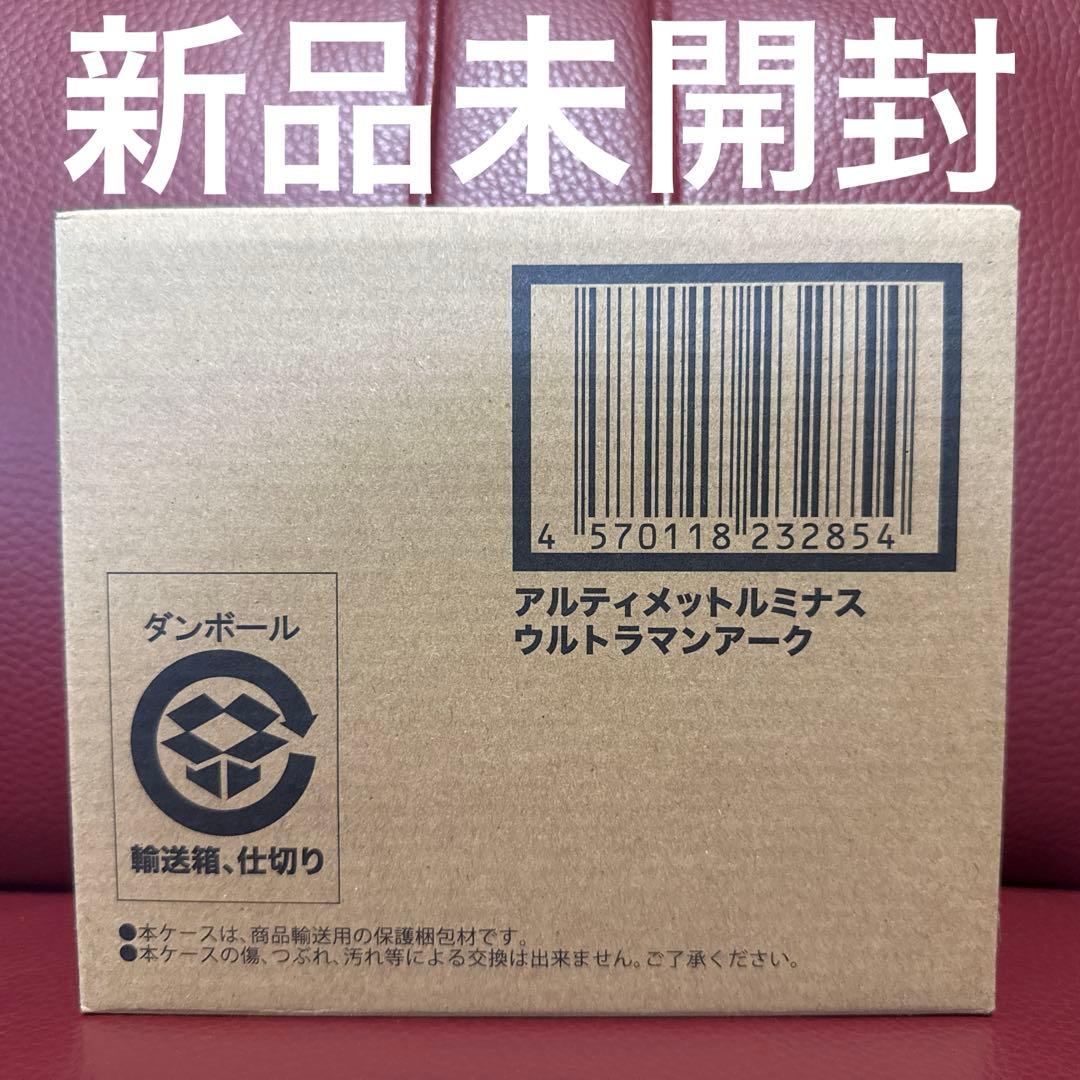 新品未開封
4 570118 232854
アルティメットルミナス
ウルトラマンアーク
ダンボール
輸送箱、仕切り
●本ケースは、商品輸送用の保護梱包材です。
●本ケースの傷、つぶれ、汚れ等による交換は出来ません。ご了承ください。